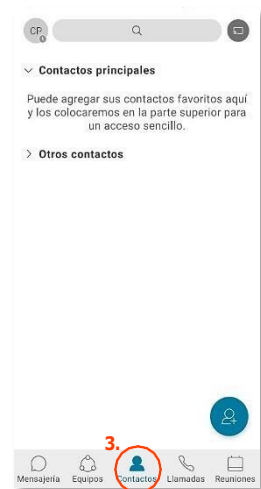 CP
Contactos principales
Puede agregar sus contactos favoritos aquí
y los colocaremos en la parte superior para
un acceso sencillo.
Otros contactos
3.
Mensajería Equipos Contactos Llamadas Reuniones